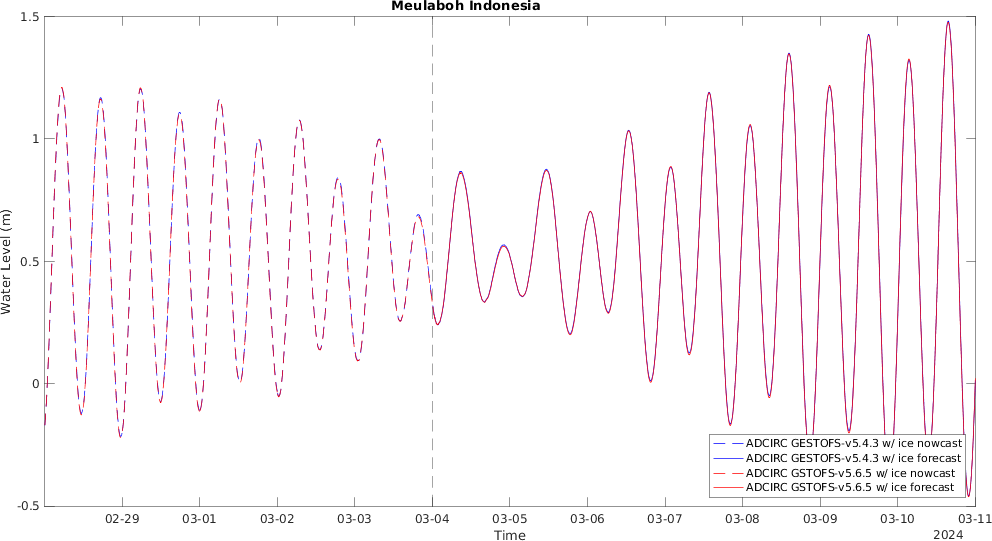 Meulaboh Indonesia
1.5
1
0.5
0
-0.5
Water Level (m)
ADCIRC GESTOFS-v5.4.3 w/ ice nowcast
ADCIRC GESTOFS-v5.4.3 w/ ice forecast
ADCIRC GSTOFS-v5.6.5 w/ ice nowcast
ADCIRC GSTOFS-v5.6.5 w/ ice forecast
02-29 03-01 03-02 03-03 03-04 03-05 03-06 03-07 03-08 03-09 03-10 03-11
Time
2024